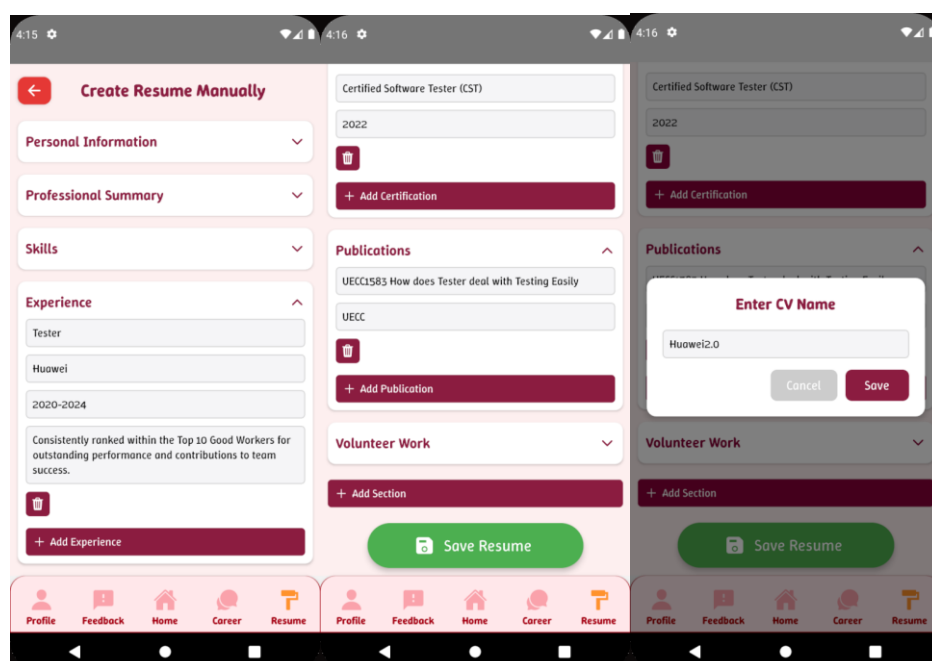 4:15
Create Resume Manually
Personal Information
Professional Summary
Skills
Experience
Tester
Huawei
2020-2024
Consistently ranked within the Top 10 Good Workers for
outstanding performance and contributions to team
success.
+ Add Experience
Profile
Feedback
Home
Career
Resume
4:16
Certified Software Tester (CST)
2022
+ Add Certification
Publications
UECC1583 How does Tester deal with Testing Easily
UECC
+ Add Publication
Volunteer Work
+ Add Section
Save Resume
Profile
Feedback
Home
Career
Resume
4:16
Certified Software Tester (CST)
2022
+ Add Certification
Publications
Enter CV Name
Huawei2.0
Cancel
Save
Volunteer Work
+ Add Section
Save Resume
Profile
Feedback
Home
Career
Resume